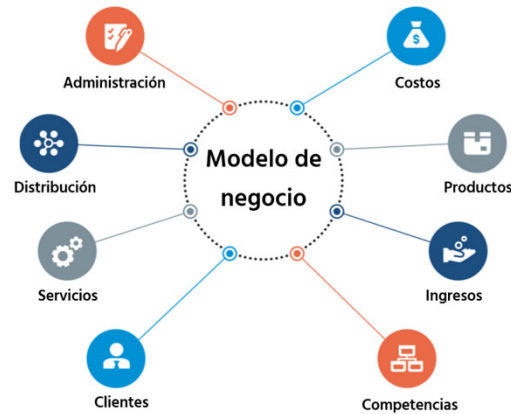 Administración
Costos
Distribución
Modelo de
negocio
Productos
Servicios
Ingresos
Clientes
Competencias